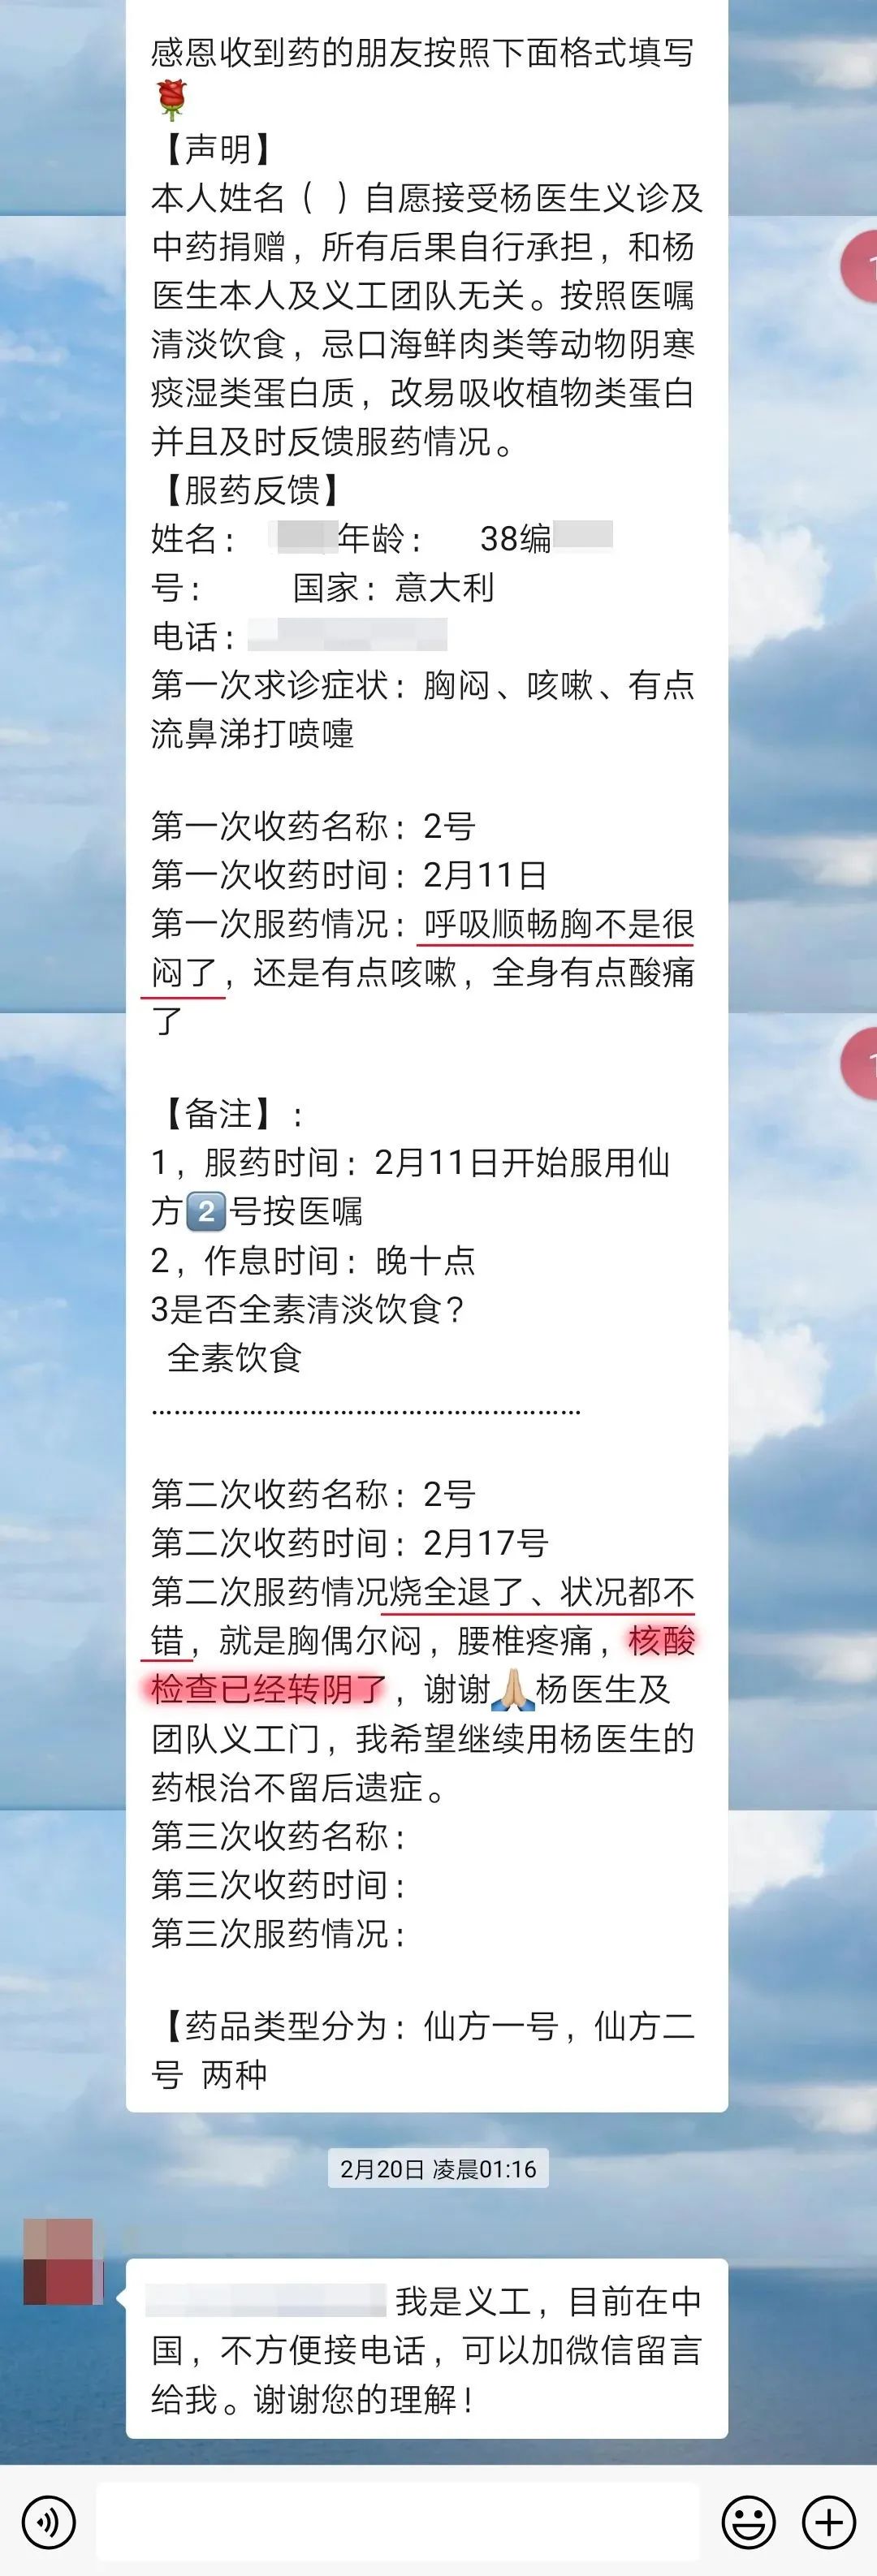 感恩收到药的朋友按照下面格式填写
🌹
【声明】
本人姓名（ ）自愿接受杨医生义诊及
中药捐赠，所有后果自行承担，和杨
医生本人及义工团队无关。按照医嘱
清淡饮食，忌口海鲜肉类等动物阴寒
痰湿类蛋白质，改易吸收植物类蛋白
并且及时反馈服药情况。
【服药反馈】
姓名： 年龄： 38编
号： 国家：意大利
电话：
第一次求诊症状：胸闷、咳嗽、有点
流鼻涕打喷嚏
第一次收药名称：2号
第一次收药时间：2月11日
第一次服药情况：呼吸顺畅胸不是很
闷了，还是有点咳嗽，全身有点酸痛
了
【备注】:
1，服药时间：2月11日开始服用仙
方2️⃣号按医嘱
2，作息时间：晚十点
3是否全素清淡饮食？
全素饮食
………………………………………………
第二次收药名称：2号
第二次收药时间：2月17号
第二次服药情况烧全退了、状况都不
错，就是胸偶尔闷，腰椎疼痛，核酸
检查已经转阴了，谢谢🙏🏼杨医生及
团队义工门，我希望继续用杨医生的
药根治不留后遗症。
第三次收药名称：
第三次收药时间：
第三次服药情况：
【药品类型分为：仙方一号，仙方二
号 两种
2月20日 凌晨01:16
我是义工，目前在中
国，不方便接电话，可以加微信留言
给我。谢谢您的理解！